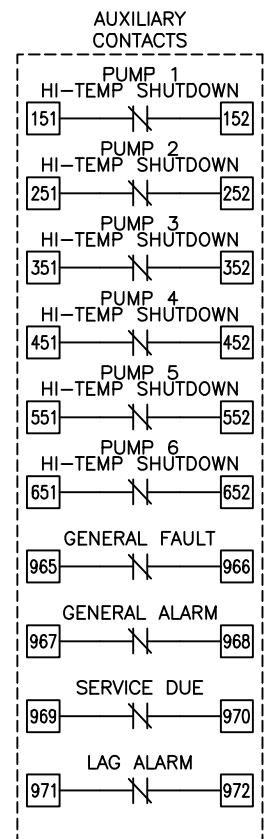 AUXILIARY
CONTACTS
PUMP 1
HI-TEMP SHUTDOWN
151 152
PUMP 2
HI-TEMP SHUTDOWN
251 252
PUMP 3
HI-TEMP SHUTDOWN
351 352
PUMP 4
HI-TEMP SHUTDOWN
451 452
PUMP 5
HI-TEMP SHUTDOWN
551 552
PUMP 6
HI-TEMP SHUTDOWN
651 652
GENERAL FAULT
965 966
GENERAL ALARM
967 968
SERVICE DUE
969 970
LAG ALARM
971 972